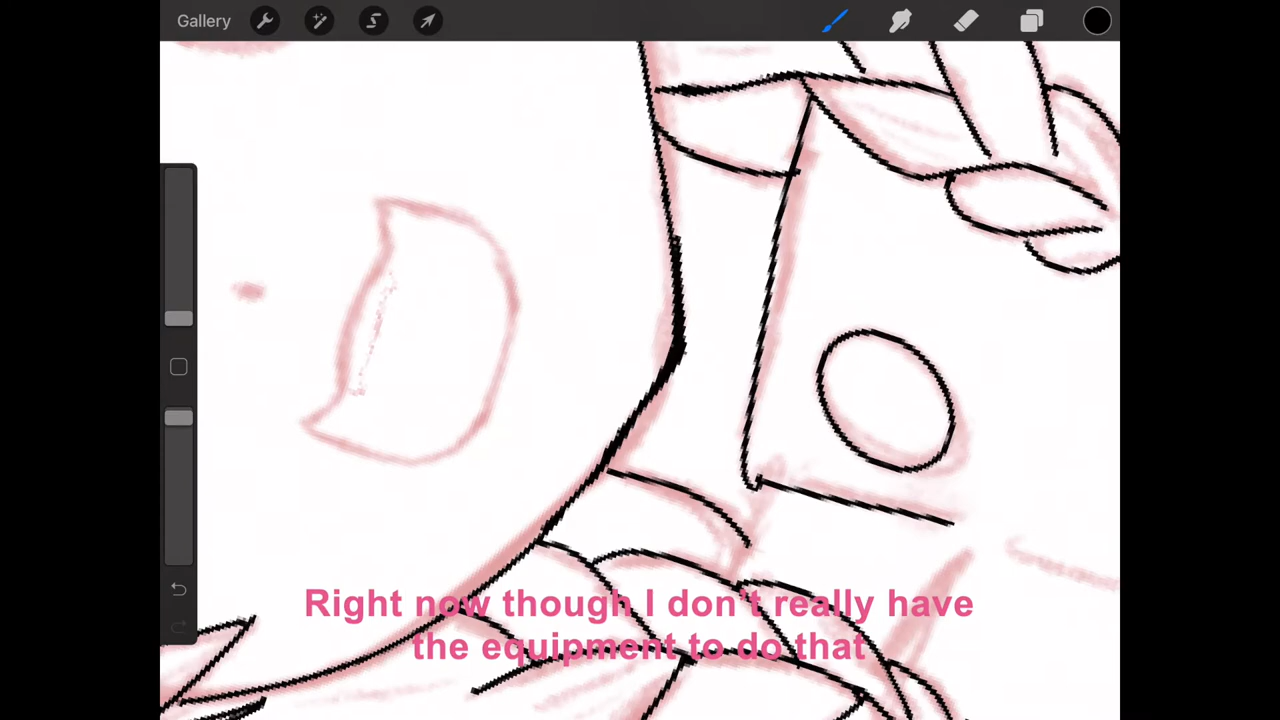 Gallery
Right now though I don't really have
the equipment to do that